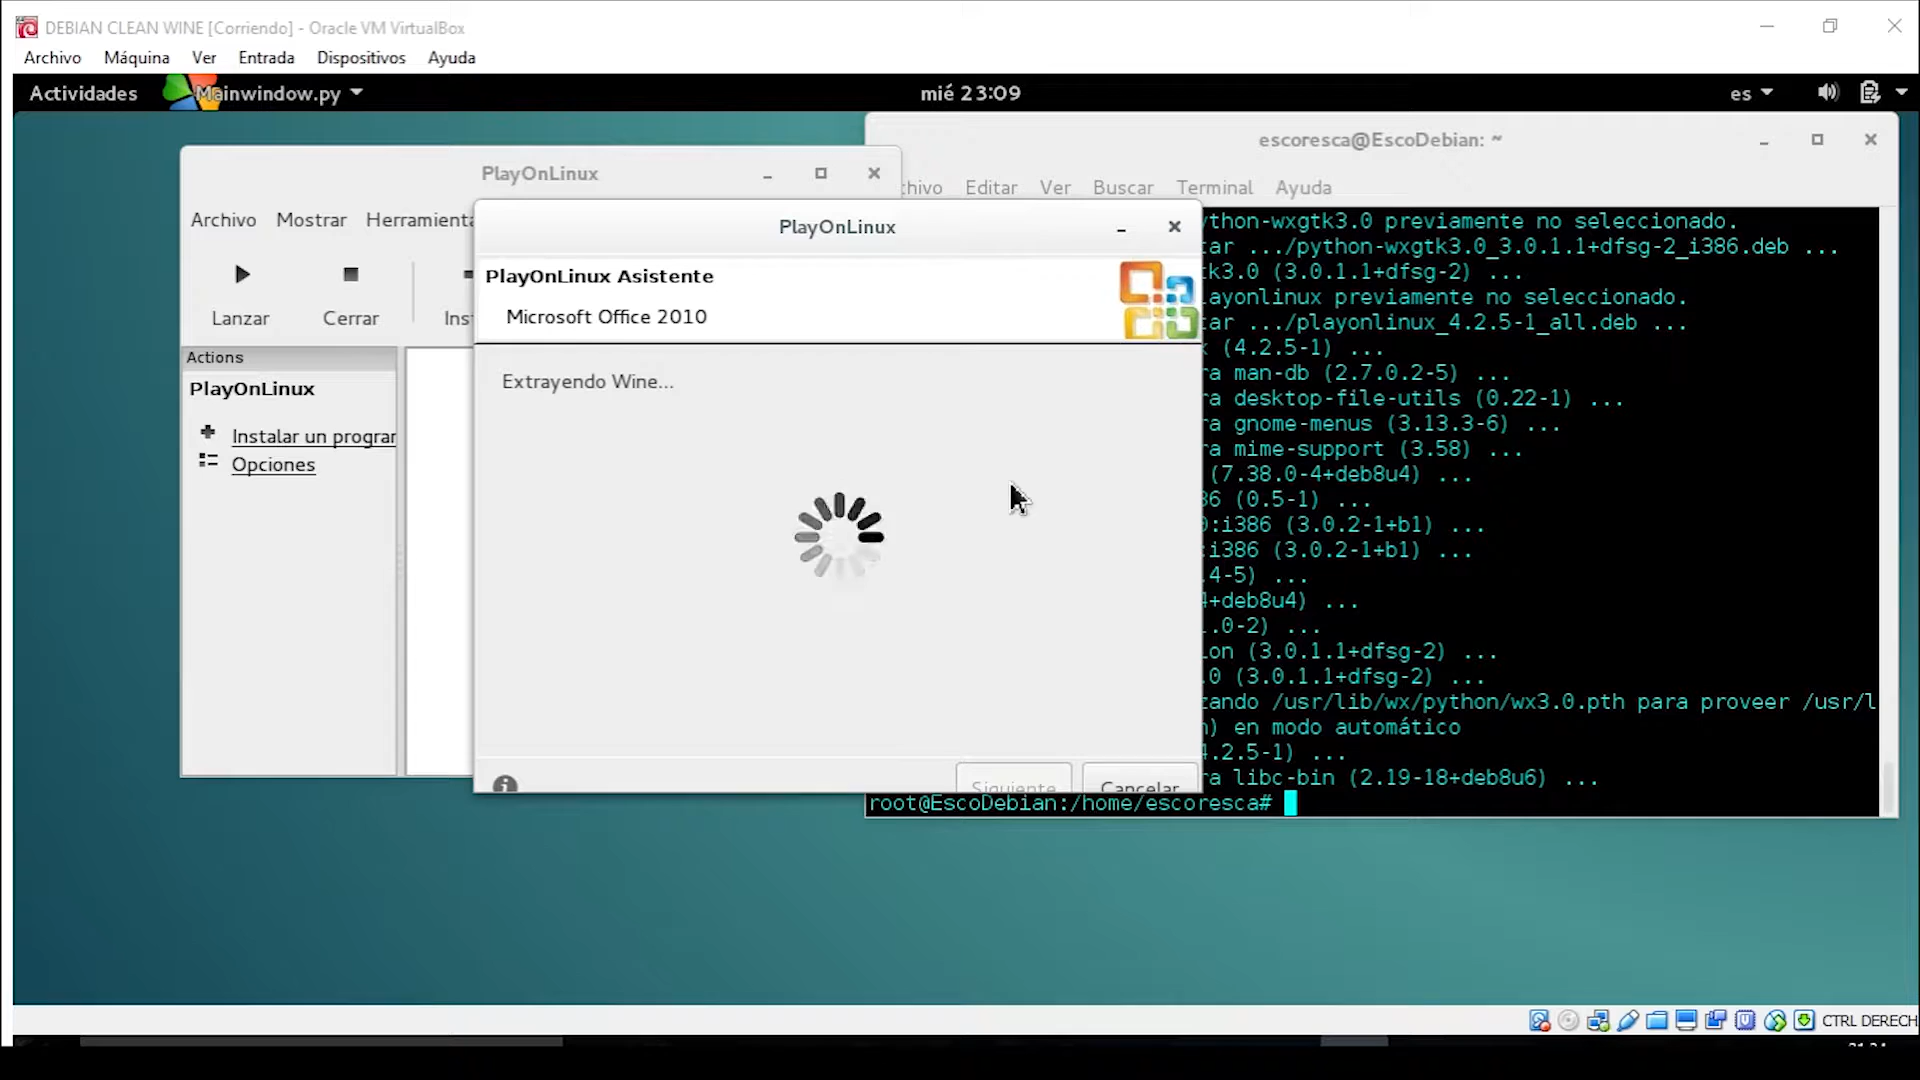 DEBIAN CLEAN WINE [Corriendo] - Oracle VM VirtualBox
Archivo Máquina Ver Entrada Dispositivos Ayuda
Actividades Mainwindow.py mié 23:09 es
PlayOnLinux
Archivo Mostrar Herramienta
Lanzar Cerrar Inst
Actions
PlayOnLinux
Instalar un prograr
Opciones
PlayOnLinux
PlayOnLinux Asistente
Microsoft Office 2010
Extrayendo Wine...
Siguiente Cancelar
escoresca@EscoDebian: ~
chivo Editar Ver Buscar Terminal Ayuda
ython-wxgtk3.0 previamente no seleccionado.
tar .../python-wxgtk3.0_3.0.1.1+dfsg-2_i386.deb ...
tk3.0 (3.0.1.1+dfsg-2) ...
layonlinux previamente no seleccionado.
tar .../playonlinux_4.2.5-1_all.deb ...
x (4.2.5-1) ...
ra man-db (2.7.0.2-5) ...
ra desktop-file-utils (0.22-1) ...
ra gnome-menus (3.13.3-6) ...
ra mime-support (3.58) ...
(7.38.0-4+deb8u4) ...
86 (0.5-1) ...
0:i386 (3.0.2-1+b1) ...
:i386 (3.0.2-1+b1) ...
.4-5) ...
4+deb8u4) ...
.0-2) ...
ion (3.0.1.1+dfsg-2) ...
.0 (3.0.1.1+dfsg-2) ...
zando /usr/lib/wx/python/wx3.0.pth para proveer /usr/l
n) en modo automático
4.2.5-1) ...
ra libc-bin (2.19-18+deb8u6) ...
root@EscoDebian:/home/escoresca#
CTRL DERECH